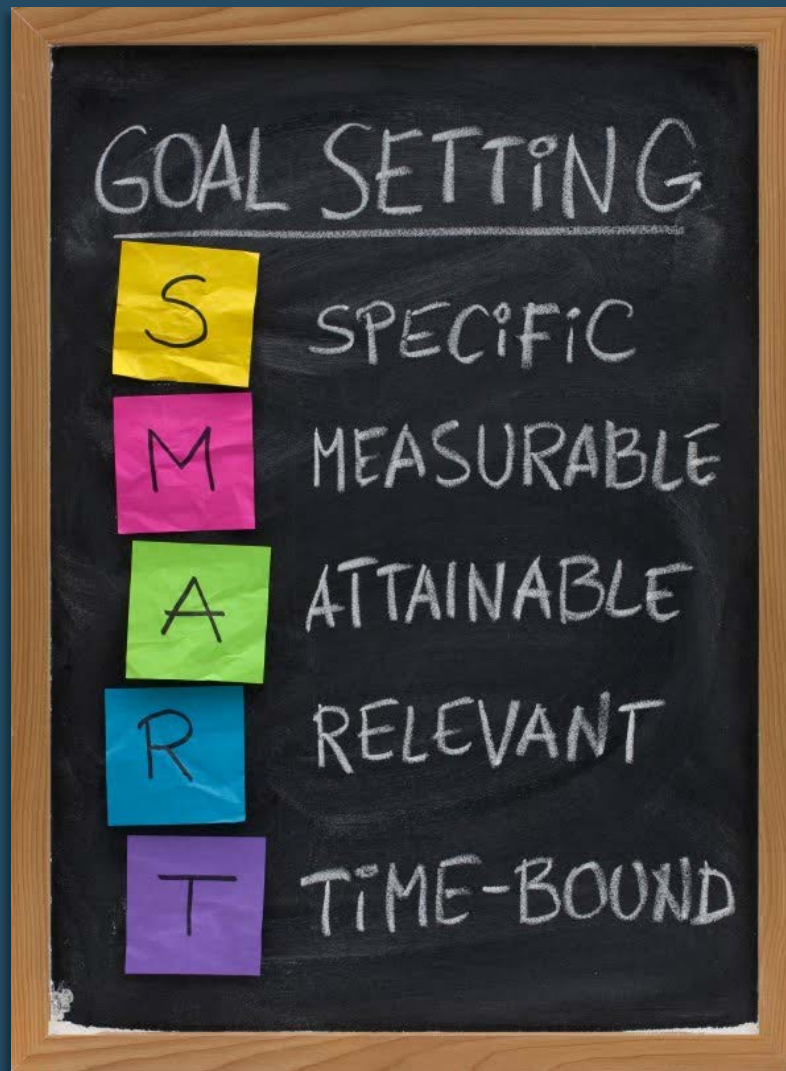 GOAL SETTING
S SPECIFIC
M MEASURABLE
A ATTAINABLE
R RELEVANT
T TIME-BOUND